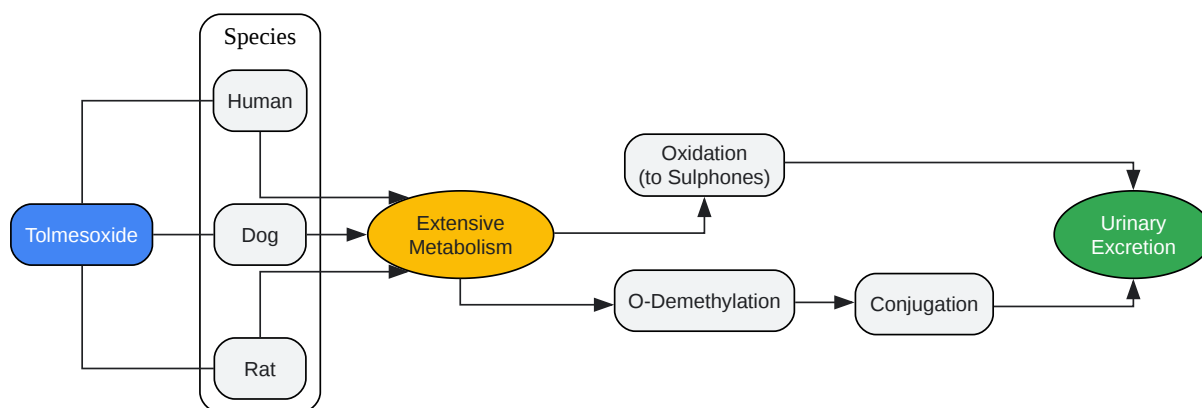 Species
Human
Tolmesoxide
Dog
Rat
Extensive
Metabolism
Oxidation
(to Sulphones)
O-Demethylation
Conjugation
Urinary
Excretion